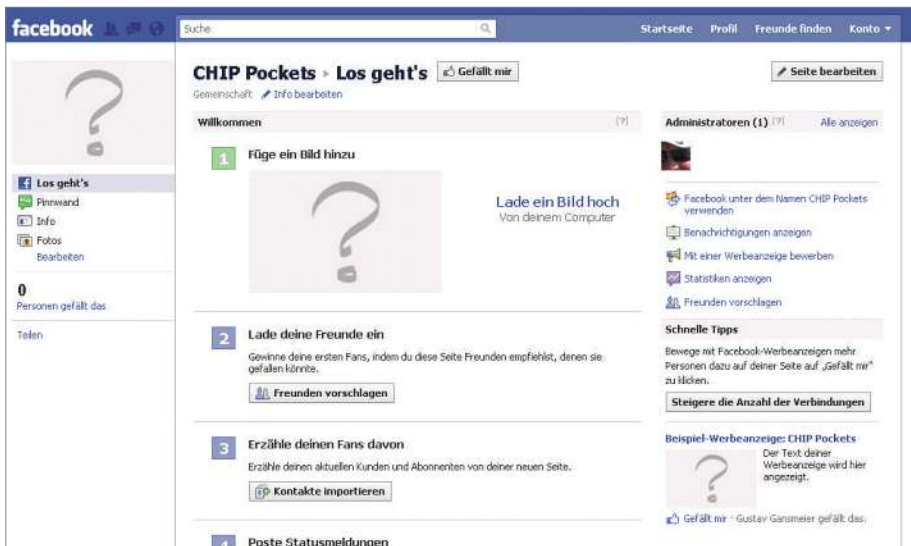 facebook
Suche
Startseite Profil Freunde finden Konto
Los geht's
Pinnwand
Info
Fotos
Bearbeiten
0
Personen gefällt das
Teilen
CHIP Pockets ▸ Los geht's Gefällt mir
Seite bearbeiten
Gemeinschaft Info bearbeiten
Willkommen [?]
1 Füge ein Bild hinzu
Lade ein Bild hoch
Von deinem Computer
2 Lade deine Freunde ein
Gewinne deine ersten Fans, indem du diese Seite Freunden empfiehlst, denen sie
gefallen könnte.
Freunden vorschlagen
3 Erzähle deinen Fans davon
Erzähle deinen aktuellen Kunden und Abonnenten von deiner neuen Seite.
Kontakte importieren
4 Poste Statusmeldungen
Administratoren (1) [?] Alle anzeigen
Facebook unter dem Namen CHIP Pockets
verwenden
Benachrichtigungen anzeigen
Mit einer Werbeanzeige bewerben
Statistiken anzeigen
Freunden vorschlagen
Schnelle Tipps
Bewege mit Facebook-Werbeanzeigen mehr
Personen dazu auf deiner Seite auf „Gefällt mir“
zu klicken.
Steigere die Anzahl der Verbindungen
Beispiel-Werbeanzeige: CHIP Pockets
Der Text deiner
Werbeanzeige wird hier
angezeigt.
Gefällt mir · Gustav Gansmeier gefällt das.